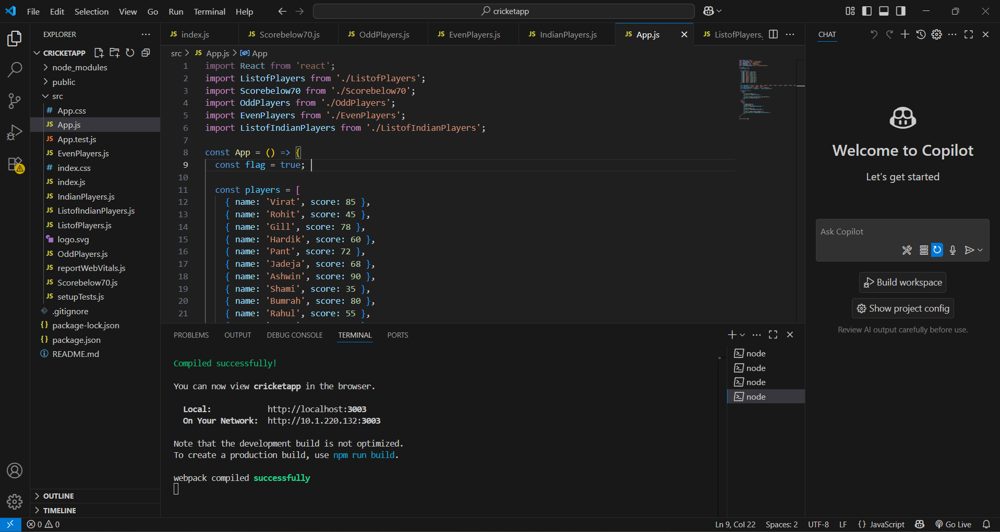 File Edit Selection View Go Run Terminal Help
cricketapp
EXPLORER
CRICKETAPP
node_modules
public
src
# App.css
JS App.js
JS App.test.js
JS EvenPlayers.js
# index.css
JS index.js
JS IndianPlayers.js
JS ListofIndianPlayers.js
JS ListofPlayers.js
logo.svg
JS OddPlayers.js
JS reportWebVitals.js
JS Scorebelow70.js
JS setupTests.js
.gitignore
{} package-lock.json
{} package.json
README.md
OUTLINE
TIMELINE
JS index.js JS Scorebelow70.js JS OddPlayers.js JS EvenPlayers.js JS IndianPlayers.js JS App.js JS ListofPlayers.
src > JS App.js > App
1 import React from 'react';
2 import ListofPlayers from './ListofPlayers';
3 import Scorebelow70 from './Scorebelow70';
4 import OddPlayers from './OddPlayers';
5 import EvenPlayers from './EvenPlayers';
6 import ListofIndianPlayers from './ListofIndianPlayers';
7
8 const App = () => {
9 const flag = true;
10
11 const players = [
12 { name: 'Virat', score: 85 },
13 { name: 'Rohit', score: 45 },
14 { name: 'Gill', score: 78 },
15 { name: 'Hardik', score: 60 },
16 { name: 'Pant', score: 72 },
17 { name: 'Jadeja', score: 68 },
18 { name: 'Ashwin', score: 90 },
19 { name: 'Shami', score: 35 },
20 { name: 'Bumrah', score: 80 },
21 { name: 'Rahul', score: 55 },
PROBLEMS OUTPUT DEBUG CONSOLE TERMINAL PORTS
Compiled successfully!
You can now view cricketapp in the browser.
Local: http://localhost:3003
On Your Network: http://10.1.220.132:3003
Note that the development build is not optimized.
To create a production build, use npm run build.
webpack compiled successfully
node
node
node
node
CHAT
Welcome to Copilot
Let's get started
Ask Copilot
Build workspace
Show project config
Review AI output carefully before use.
0 0
Ln 9, Col 22 Spaces: 2 UTF-8 LF {} JavaScript Go Live